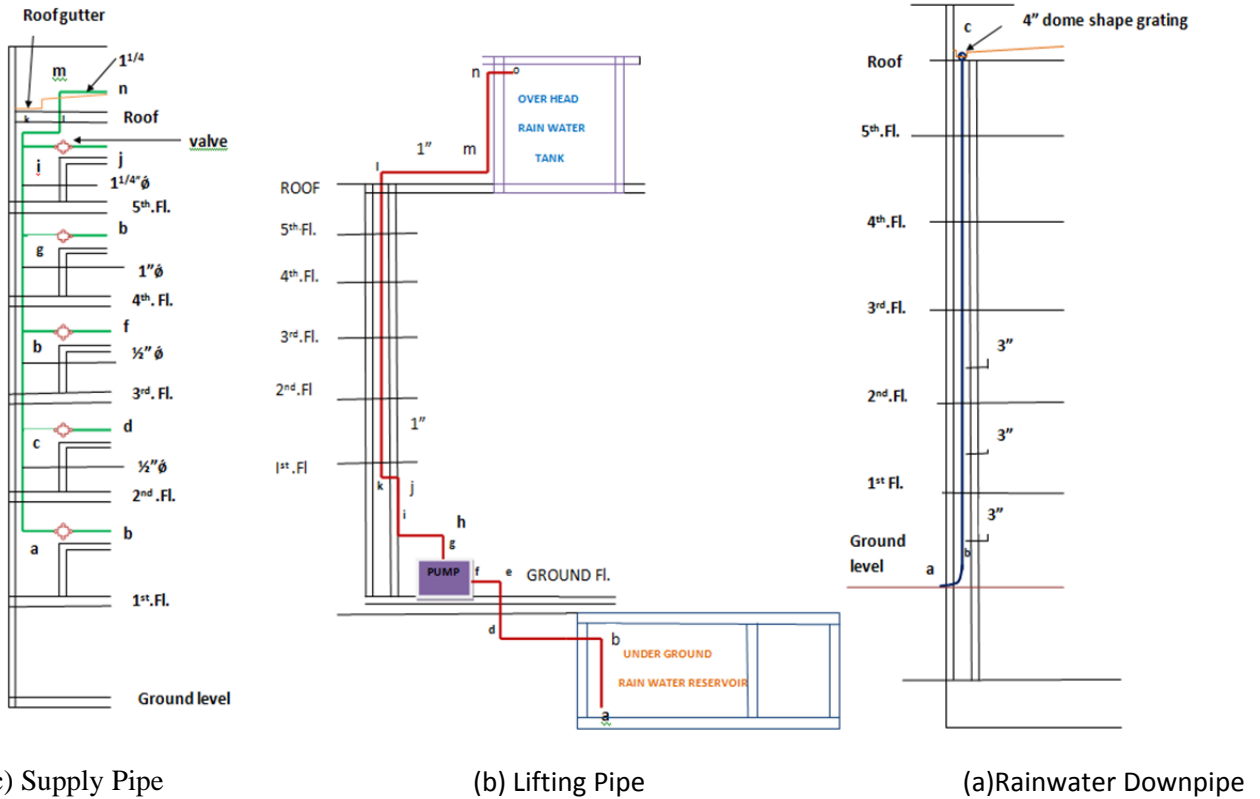 Roof gutter
1^1/4
m
n
k
l
Roof
valve
i
j
1^1/4"ǿ
5th.Fl.
b
g
1"ǿ
4th. Fl.
f
b
½" ǿ
3rd. Fl.
d
c
½"ǿ
2nd .Fl.
b
a
1st.Fl.
Ground level
c) Supply Pipe
n
o
OVER HEAD
RAIN WATER
TANK
1"
m
l
ROOF
5th.Fl.
4th.Fl.
3rd.Fl.
2nd.Fl
1"
Ist.Fl
k
j
i
h
g
PUMP
f
e
GROUND Fl.
d
b
UNDER GROUND
RAIN WATER RESERVOIR
a
(b) Lifting Pipe
c
4" dome shape grating
Roof
5th.Fl.
4th.Fl.
3rd.Fl.
3"
2nd.Fl.
3"
1st Fl.
3"
Ground
level
b
a
(a)Rainwater Downpipe